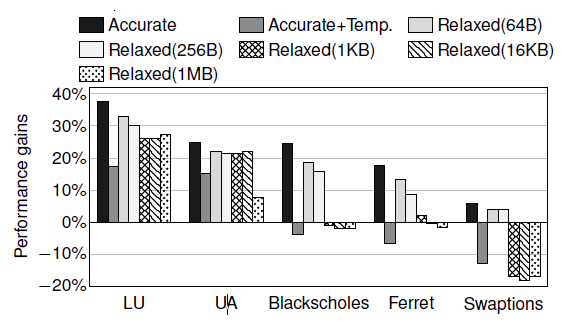 Accurate Accurate+Temp. Relaxed(64B)
Relaxed(256B) Relaxed(1KB) Relaxed(16KB)
Relaxed(1MB)
Performance gains
40%
30%
20%
10%
0%
−10%
−20%
LU UA Blackscholes Ferret Swaptions